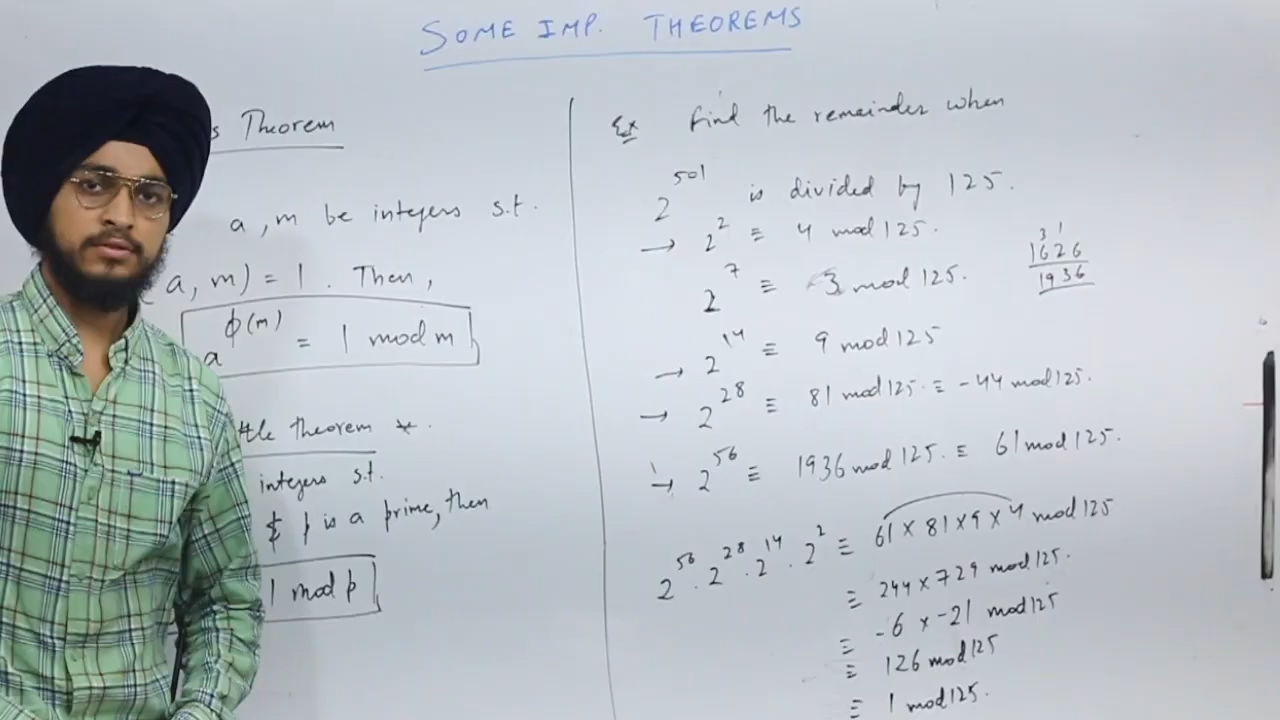 SOME IMP. THEOREMS
s Theorem
a, m be integers s.t.
a, m) = 1. Then,
a^ϕ(m) = 1 mod m
ttle theorem *.
integers s.t.
& p is a prime, then
1 mod p
Ex Find the remainder when
2^501 is divided by 125.
→ 2^2 ≡ 4 mod 125.
2^7 ≡ 3 mod 125.
3 1
1626
1936
→ 2^14 ≡ 9 mod 125
→ 2^28 ≡ 81 mod 125 ≡ -44 mod 125.
→ 2^56 ≡ 1936 mod 125. ≡ 61 mod 125.
2^56 . 2^28 . 2^14 . 2^2 ≡ 61 × 81 × 9 × 4 mod 125
≡ 244 × 729 mod 125.
≡ -6 × -21 mod 125
≡ 126 mod 125
≡ 1 mod 125.